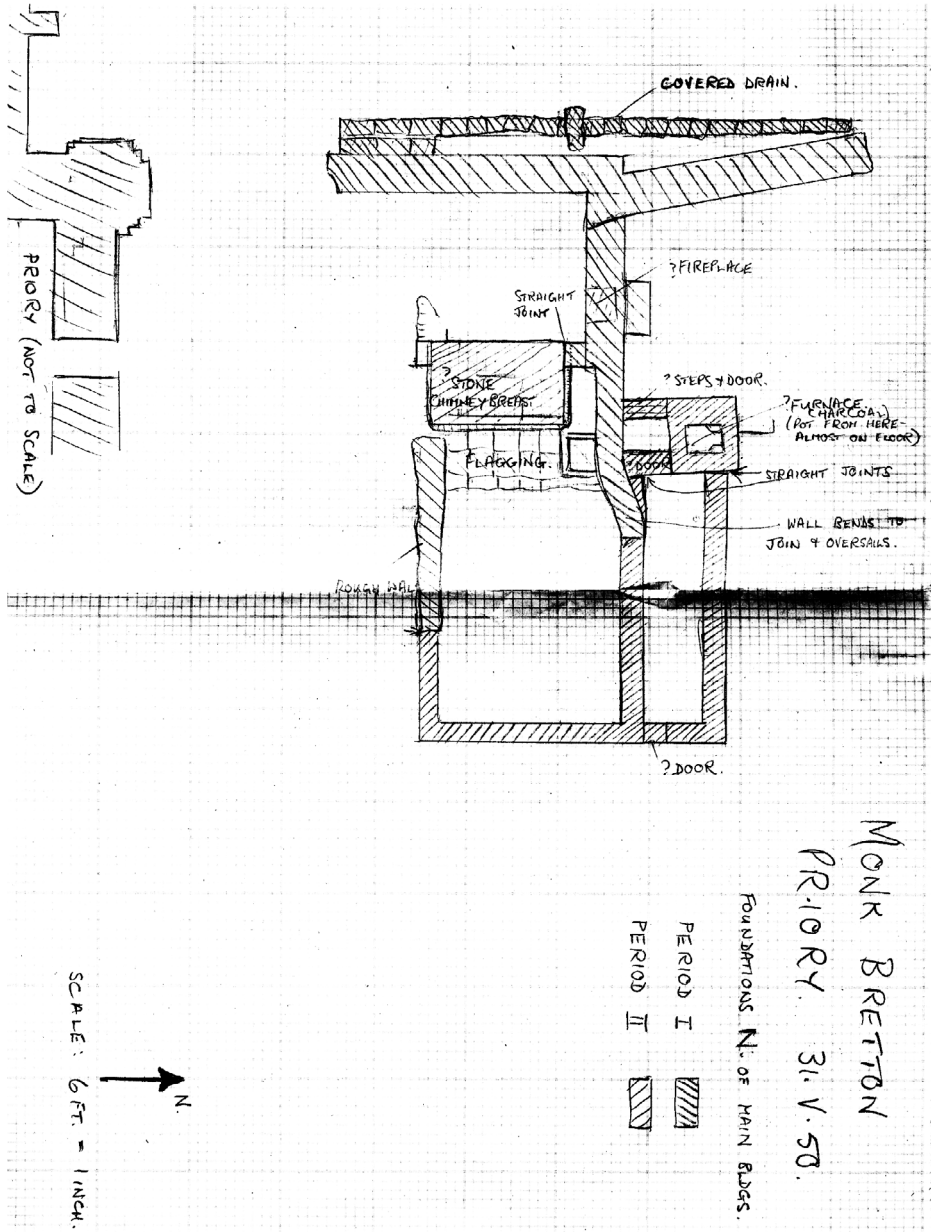 COVERED DRAIN.
?FIREPLACE
STRAIGHT
JOINT
?STEPS & DOOR.
?
STONE
CHIMNEY BREAST
?FURNACE.
(CHARCOAL)
(POT FROM HERE-
ALMOST ON FLOOR)
FLAGGING.
?DOOR
STRAIGHT JOINTS
WALL BENDS TO
JOIN & OVERSAILS.
ROUGH WALL
?DOOR.
PRIORY (NOT TO SCALE)
MONK BRETTON
PRIORY. 31.V.50.
FOUNDATIONS N. OF MAIN BLDGS.
PERIOD I
PERIOD II
N.
SCALE: 6 FT. = 1 INCH.